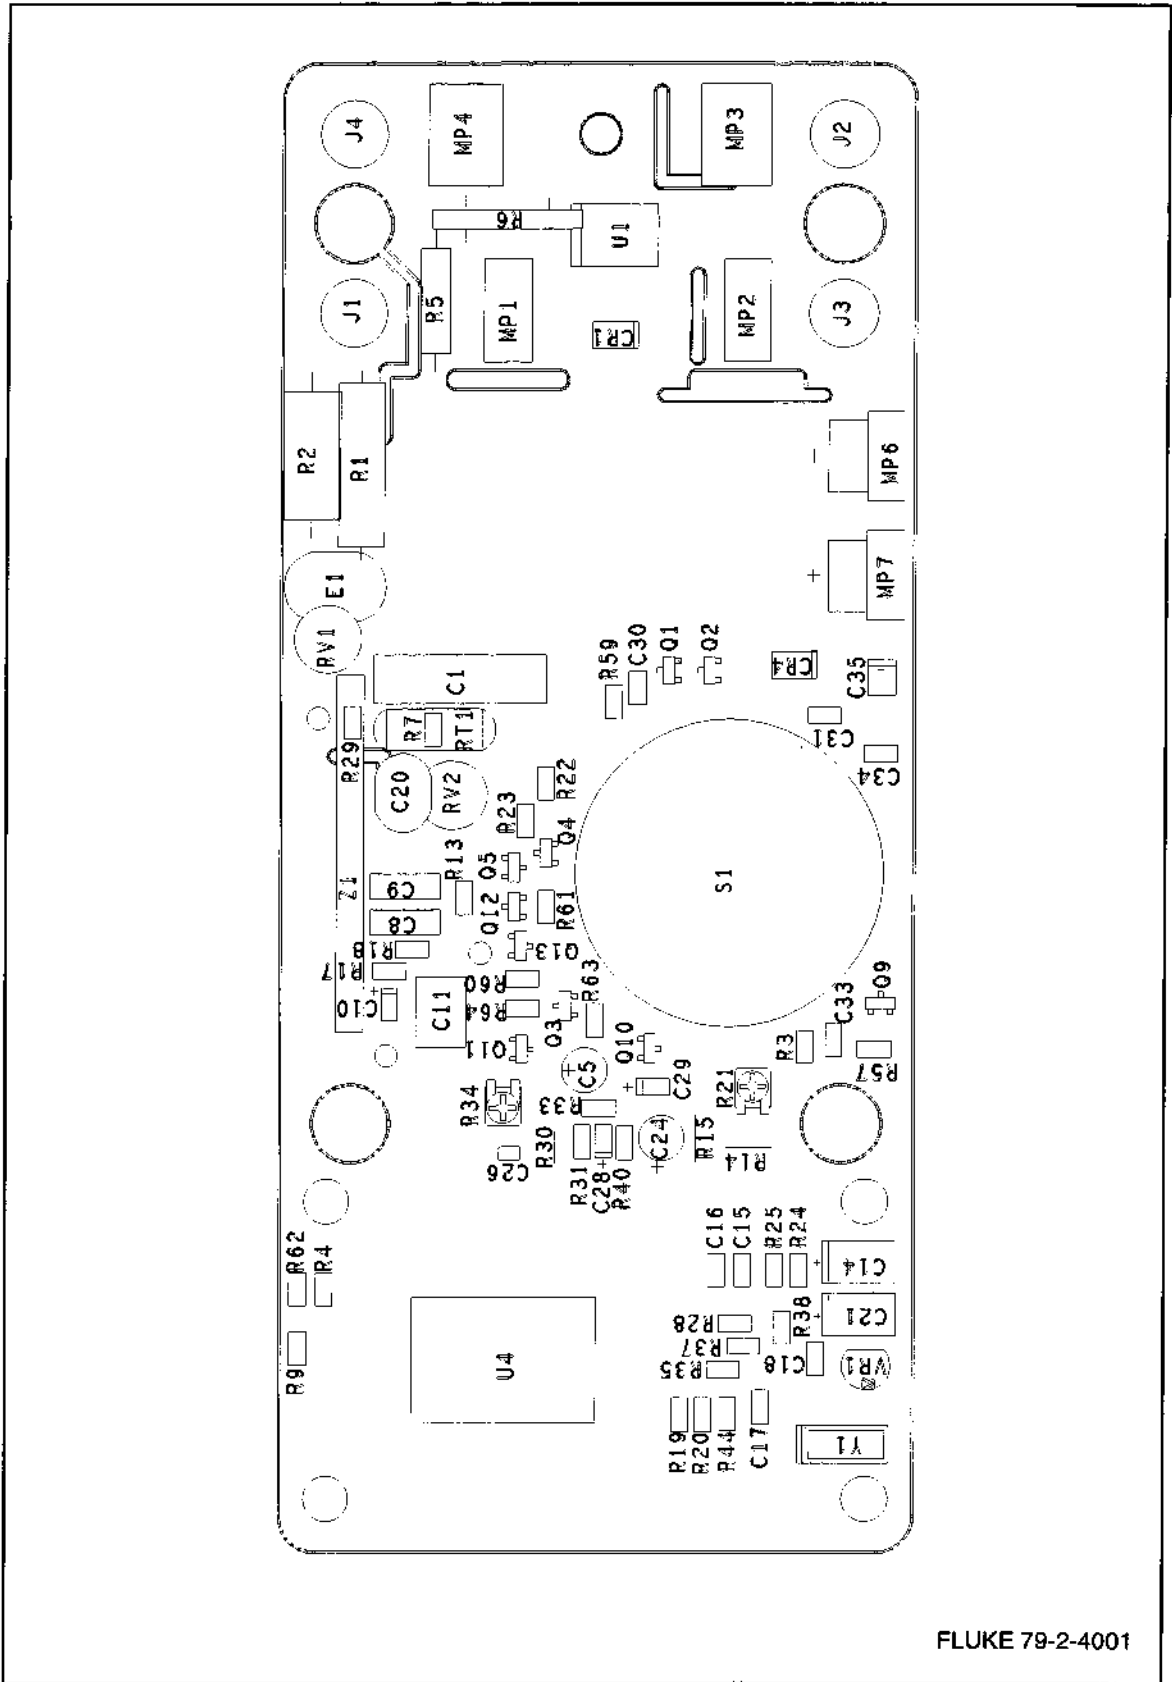 J4
MP4
MP3
J2
R6
U1
J1
R5
MP1
CR1
MP2
J3
R2
R1
-
MP6
E1
+
MP7
RV1
C1
R59
C30
Q1
Q2
CR4
C35
R29
R7
RT1
C31
C34
C20
RV2
R22
R23
Q4
Z1
C9
R13
Q5
S1
C8
Q12
R61
R18
Q13
R17
R60
+
C10
C11
R64
Q3
R63
C33
Q9
Q11
Q10
R3
R57
R34
+
C5
+
C29
R21
R33
C26
R30
R31
C28
+
R40
C24
+
R15
R14
R62
R4
C16
C15
R25
R24
+
C14
R28
R38
+
C21
R9
U4
R37
R35
C18
VR1
R19
R20
R44
C17
Y1
FLUKE 79-2-4001